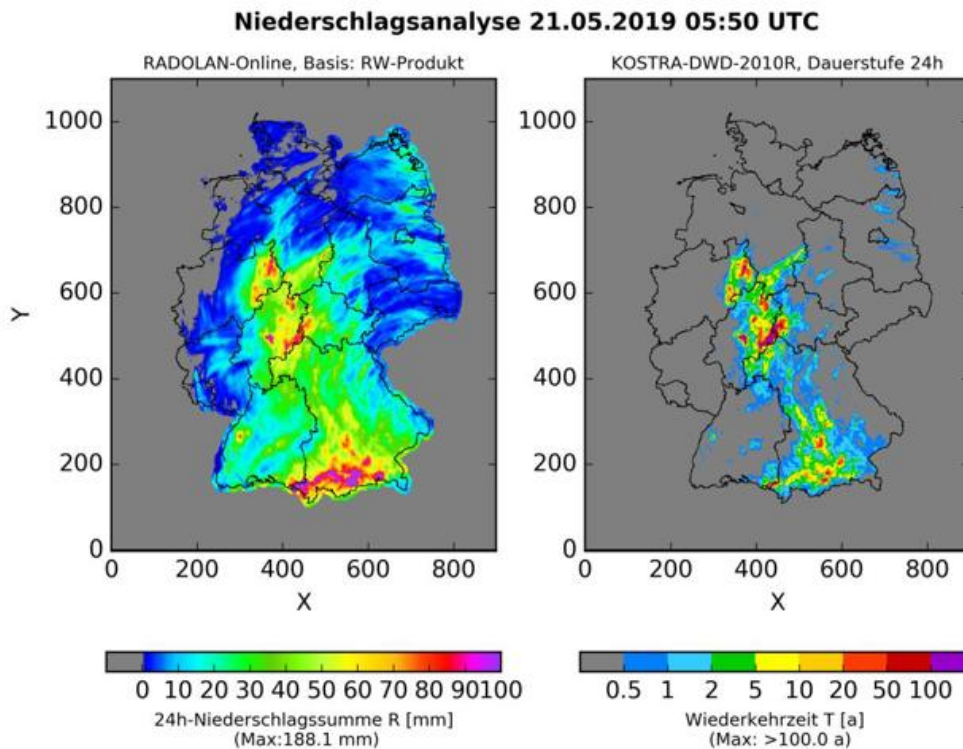 Niederschlagsanalyse 21.05.2019 05:50 UTC
RADOLAN-Online, Basis: RW-Produkt
KOSTRA-DWD-2010R, Dauerstufe 24h
1000
800
600
400
200
0
Y
0 200 400 600 800
X
1000
800
600
400
200
0
0 200 400 600 800
X
0 10 20 30 40 50 60 70 80 90 100
24h-Niederschlagssumme R [mm]
(Max:188.1 mm)
0.5 1 2 5 10 20 50 100
Wiederkehrzeit T [a]
(Max: >100.0 a)